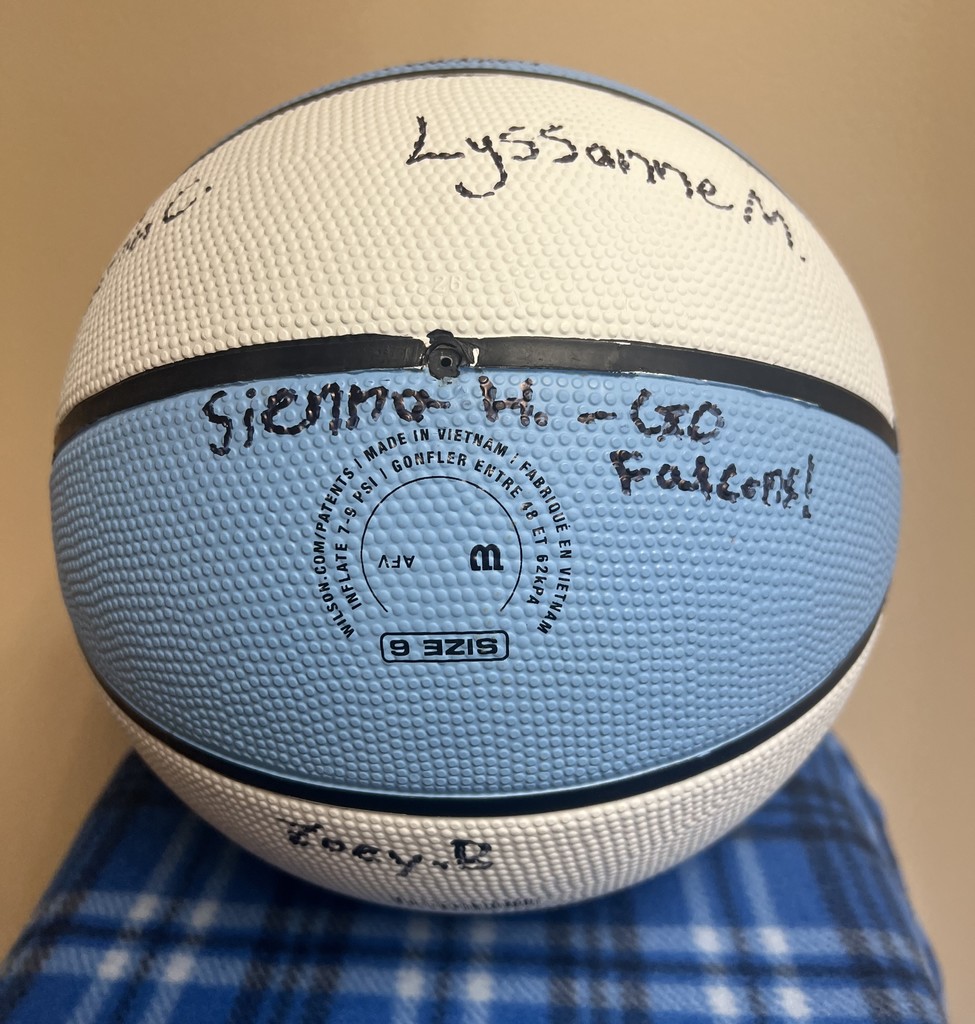 Lyssanne M.
C.
26
Sienna H. - GO
Falcons!
WILSON.COM/PATENTS | MADE IN VIETNAM | FABRIQUÉ EN VIETNAM
INFLATE 7-9 PSI | GONFLER ENTRE 48 ET 62KPA
AFV
SIZE 6
Zoey.B